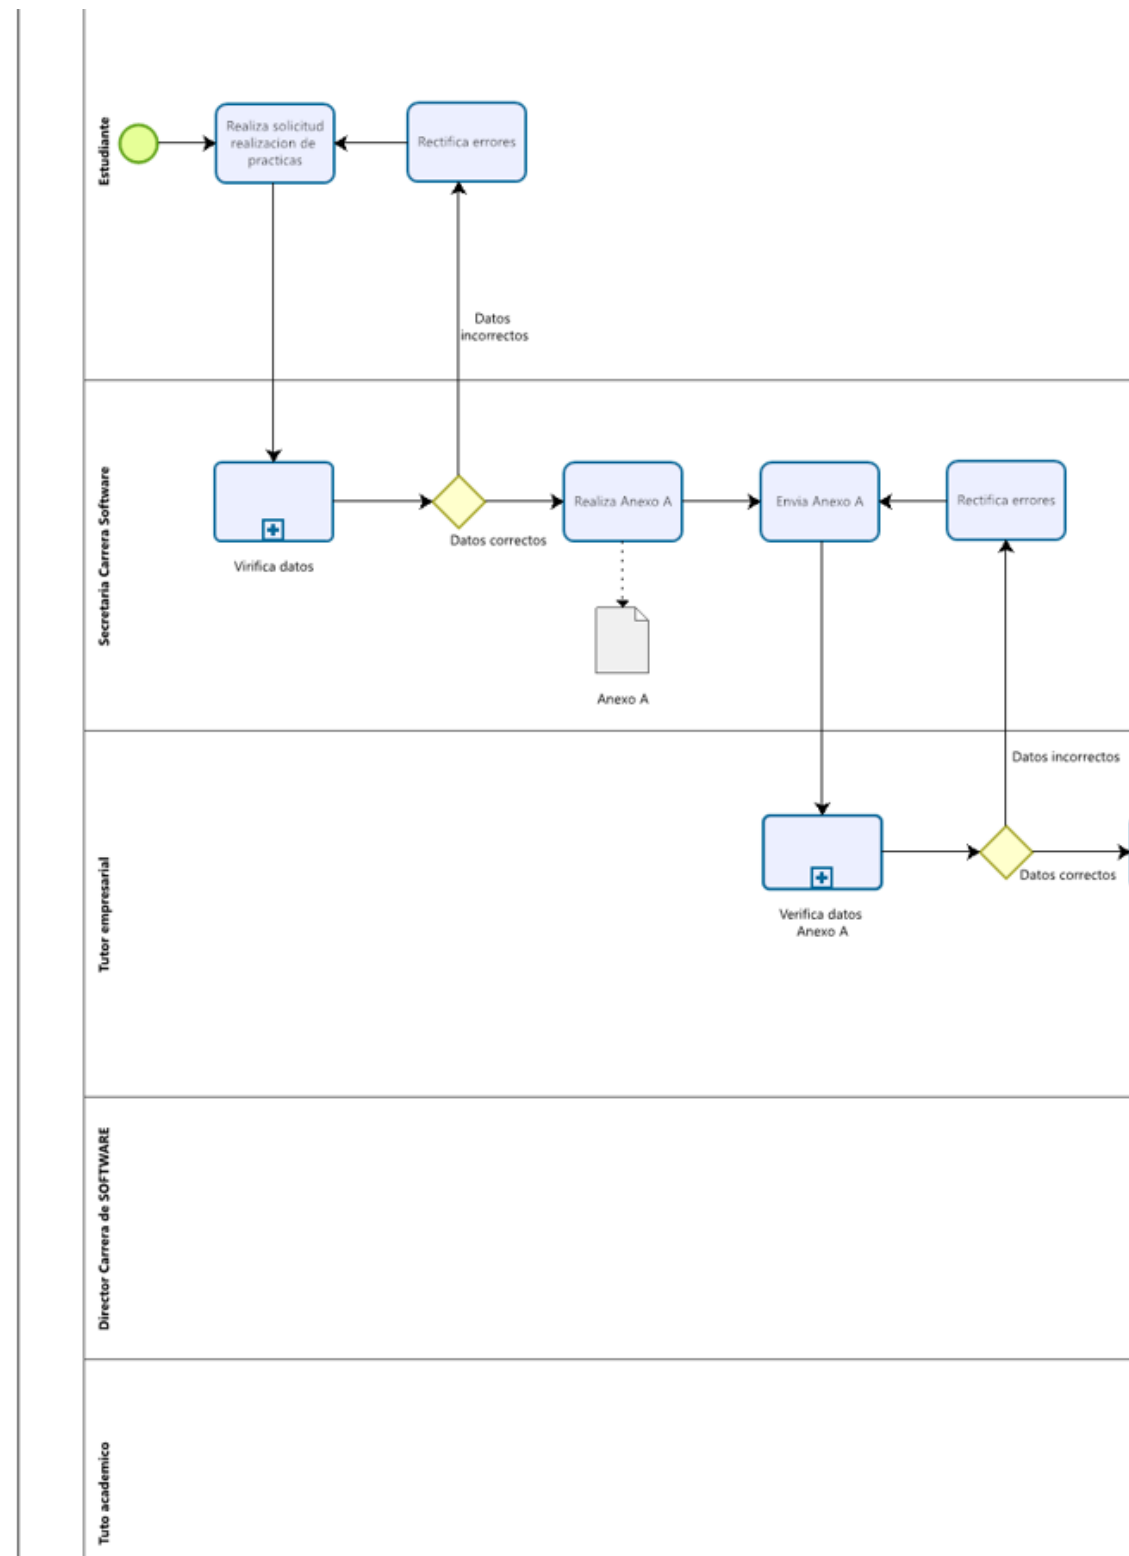 Estudiante
Realiza solicitud
realizacion de
practicas
Rectifica errores
Datos
incorrectos
Secretaria Carrera Software
Virifica datos
Datos correctos
Realiza Anexo A
Anexo A
Envia Anexo A
Rectifica errores
Tutor empresarial
Verifica datos
Anexo A
Datos incorrectos
Datos correctos
Director Carrera de SOFTWARE
Tuto academico